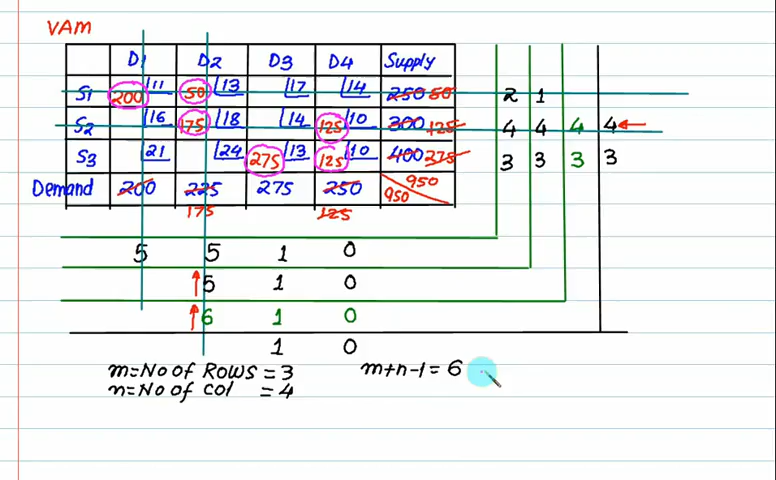 VAM
D1 D2 D3 D4 Supply
S1 200 11 50 13 17 14 250 50 2 1
S2 16 175 18 14 125 10 300 125 4 4 4 4
S3 21 24 275 13 125 10 400 275 3 3 3 3
Demand 200 225 275 250 950
175 125 950
5 5 1 0
5 1 0
6 1 0
1 0
m=No of Rows = 3 m+n-1 = 6
n=No of Col = 4